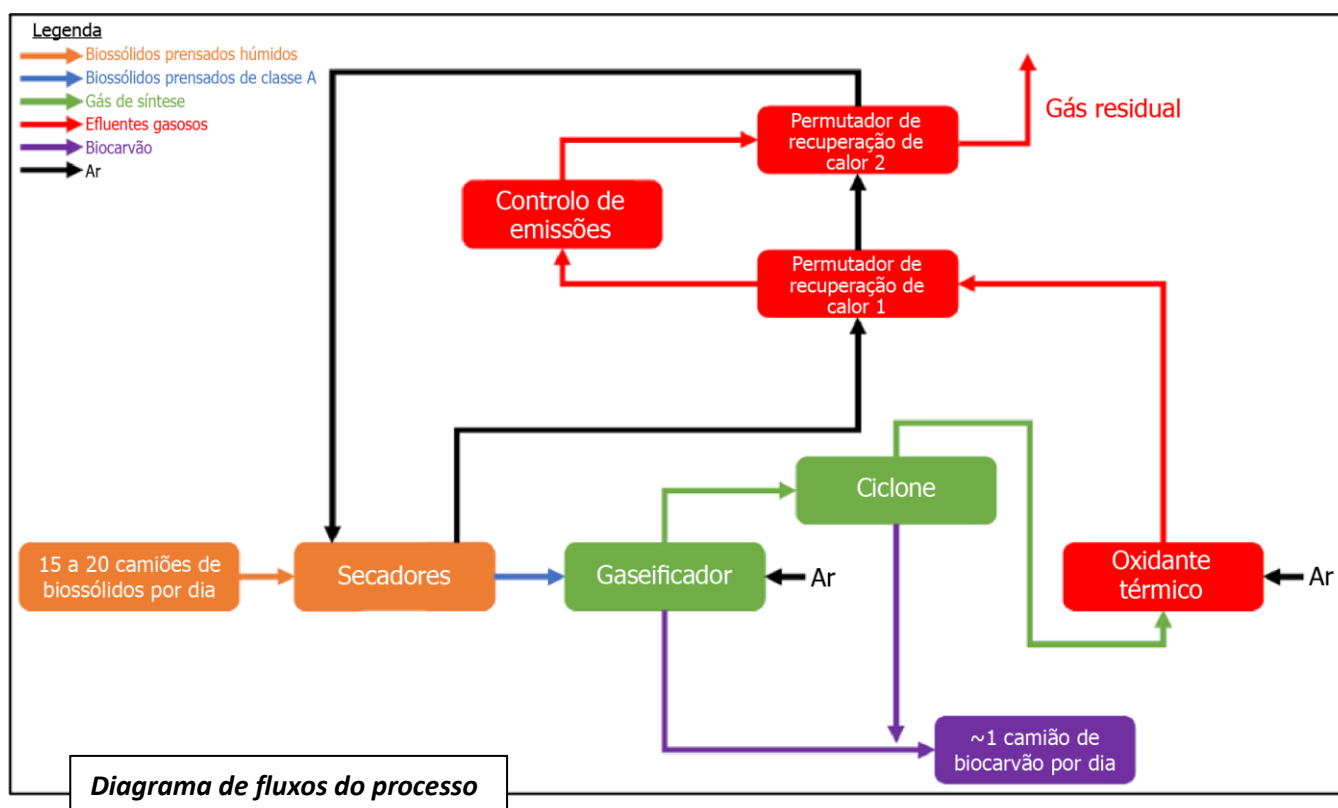 Legenda
Biossólidos prensados húmidos
Biossólidos prensados de classe A
Gás de síntese
Efluentes gasosos
Biocarvão
Ar
Permutador de
recuperação de
calor 2
Gás residual
Controlo de
emissões
Permutador de
recuperação de
calor 1
Ciclone
15 a 20 camiões de
biossólidos por dia
Secadores
Gaseificador
Ar
Oxidante
térmico
Ar
~1 camião de
biocarvão por dia
Diagrama de fluxos do processo